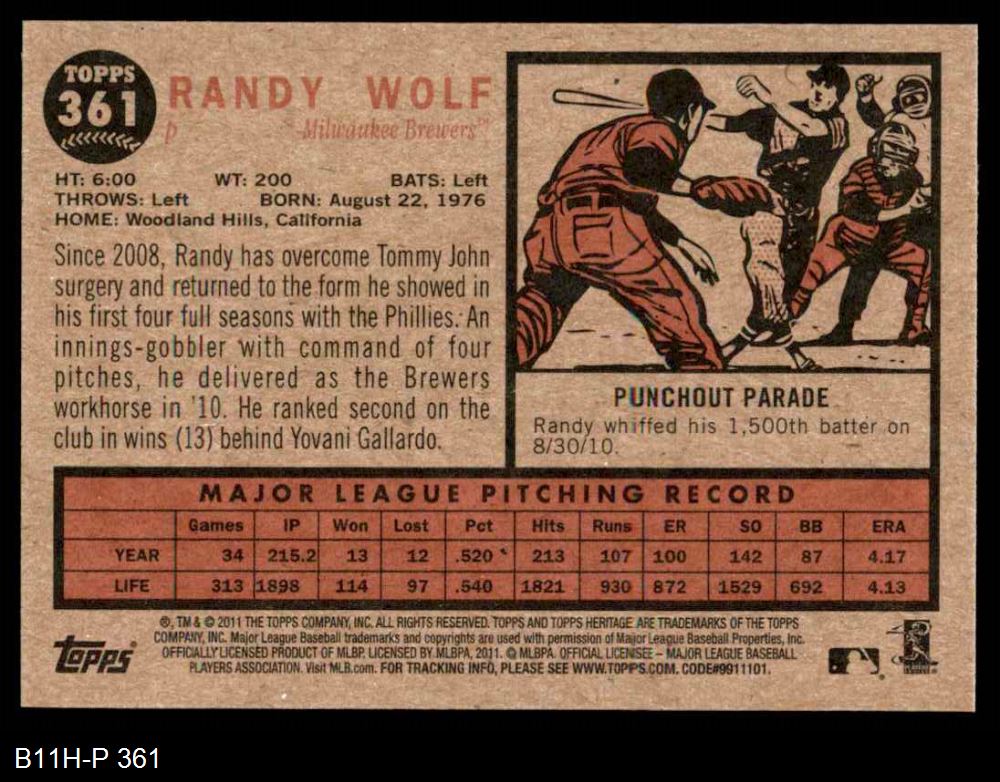 TOPPS
361
RANDY WOLF
p Milwaukee Brewers™
HT: 6:00 WT: 200 BATS: Left
THROWS: Left BORN: August 22, 1976
HOME: Woodland Hills, California
Since 2008, Randy has overcome Tommy John
surgery and returned to the form he showed in
his first four full seasons with the Phillies. An
innings-gobbler with command of four
pitches, he delivered as the Brewers
workhorse in '10. He ranked second on the
club in wins (13) behind Yovani Gallardo.
PUNCHOUT PARADE
Randy whiffed his 1,500th batter on
8/30/10.
MAJOR LEAGUE PITCHING RECORD
Games IP Won Lost Pct Hits Runs ER SO BB ERA
YEAR 34 215.2 13 12 .520 213 107 100 142 87 4.17
LIFE 313 1898 114 97 .540 1821 930 872 1529 692 4.13
®, TM & © 2011 THE TOPPS COMPANY, INC. ALL RIGHTS RESERVED. TOPPS AND TOPPS HERITAGE ARE TRADEMARKS OF THE TOPPS
COMPANY, INC. Major League Baseball trademarks and copyrights are used with permission of Major League Baseball Properties, Inc.
OFFICIALLY LICENSED PRODUCT OF MLBP. LICENSED BY MLBPA, 2011. © MLBPA. OFFICIAL LICENSEE – MAJOR LEAGUE BASEBALL
PLAYERS ASSOCIATION. Visit MLB.com. FOR TRACKING INFO, PLEASE SEE WWW.TOPPS.COM. CODE#9911101.
topps®
B11H-P 361